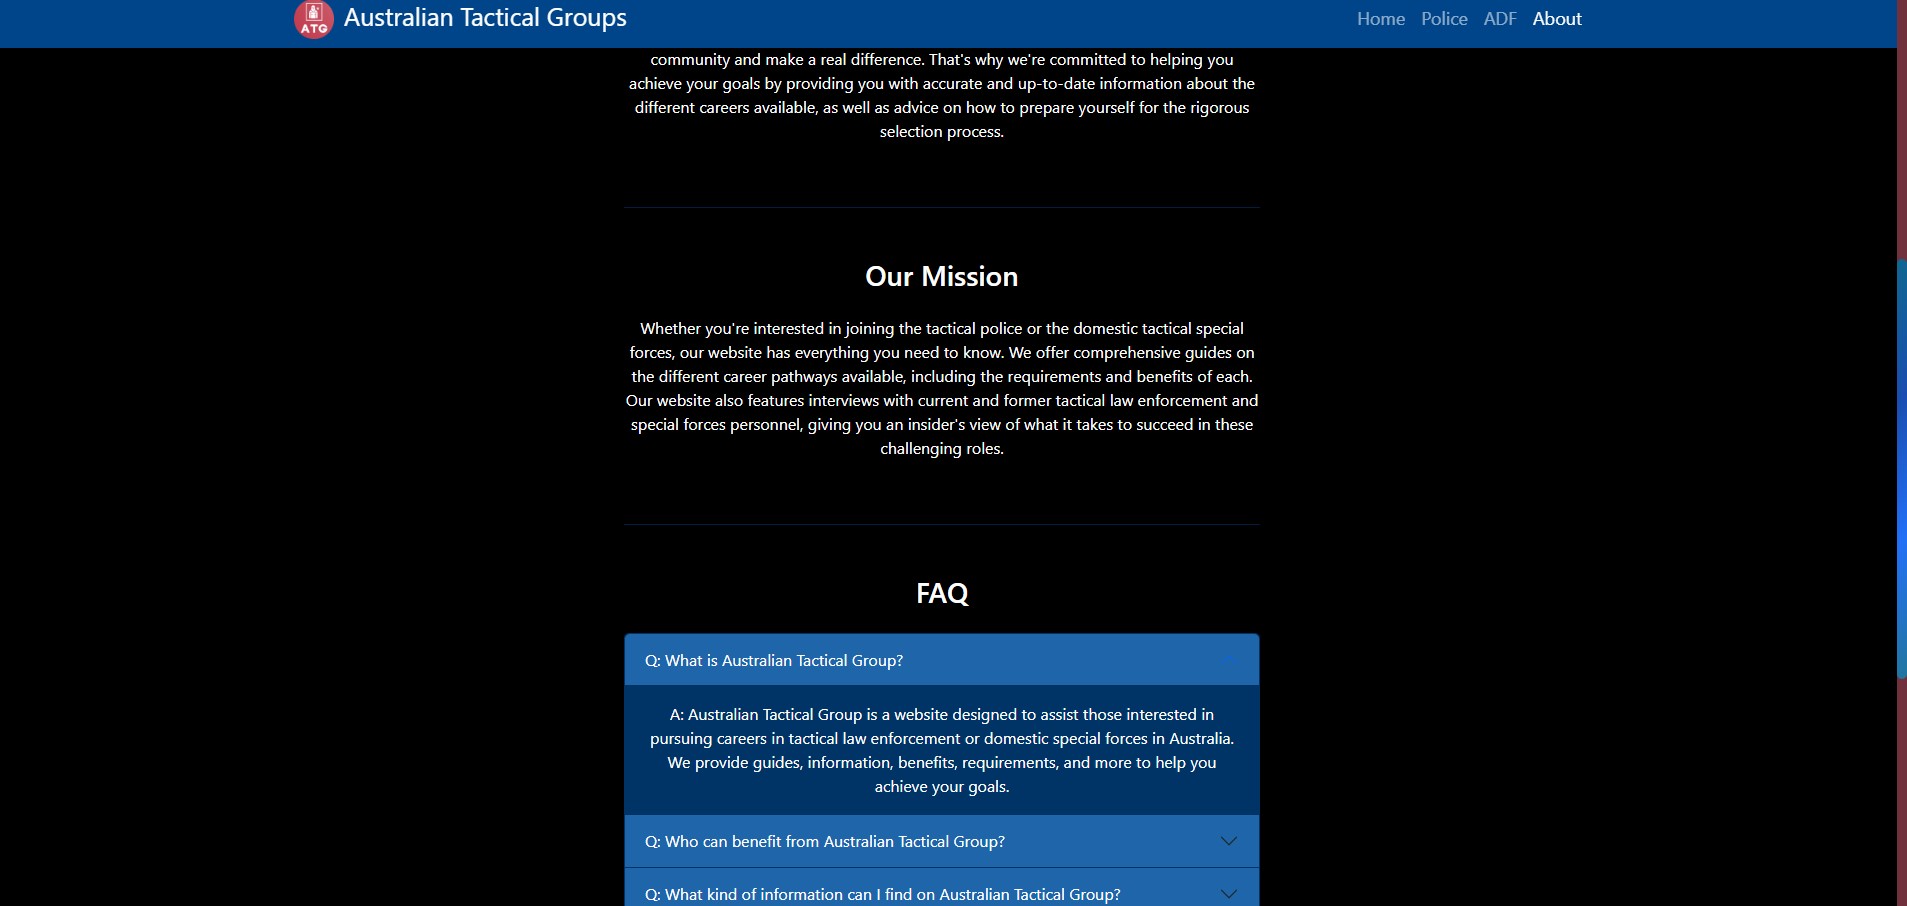 ATG
Australian Tactical Groups
Home Police ADF About
community and make a real difference. That's why we're committed to helping you
achieve your goals by providing you with accurate and up-to-date information about the
different careers available, as well as advice on how to prepare yourself for the rigorous
selection process.
Our Mission
Whether you're interested in joining the tactical police or the domestic tactical special
forces, our website has everything you need to know. We offer comprehensive guides on
the different career pathways available, including the requirements and benefits of each.
Our website also features interviews with current and former tactical law enforcement and
special forces personnel, giving you an insider's view of what it takes to succeed in these
challenging roles.
FAQ
Q: What is Australian Tactical Group?
A: Australian Tactical Group is a website designed to assist those interested in
pursuing careers in tactical law enforcement or domestic special forces in Australia.
We provide guides, information, benefits, requirements, and more to help you
achieve your goals.
Q: Who can benefit from Australian Tactical Group?
Q: What kind of information can I find on Australian Tactical Group?